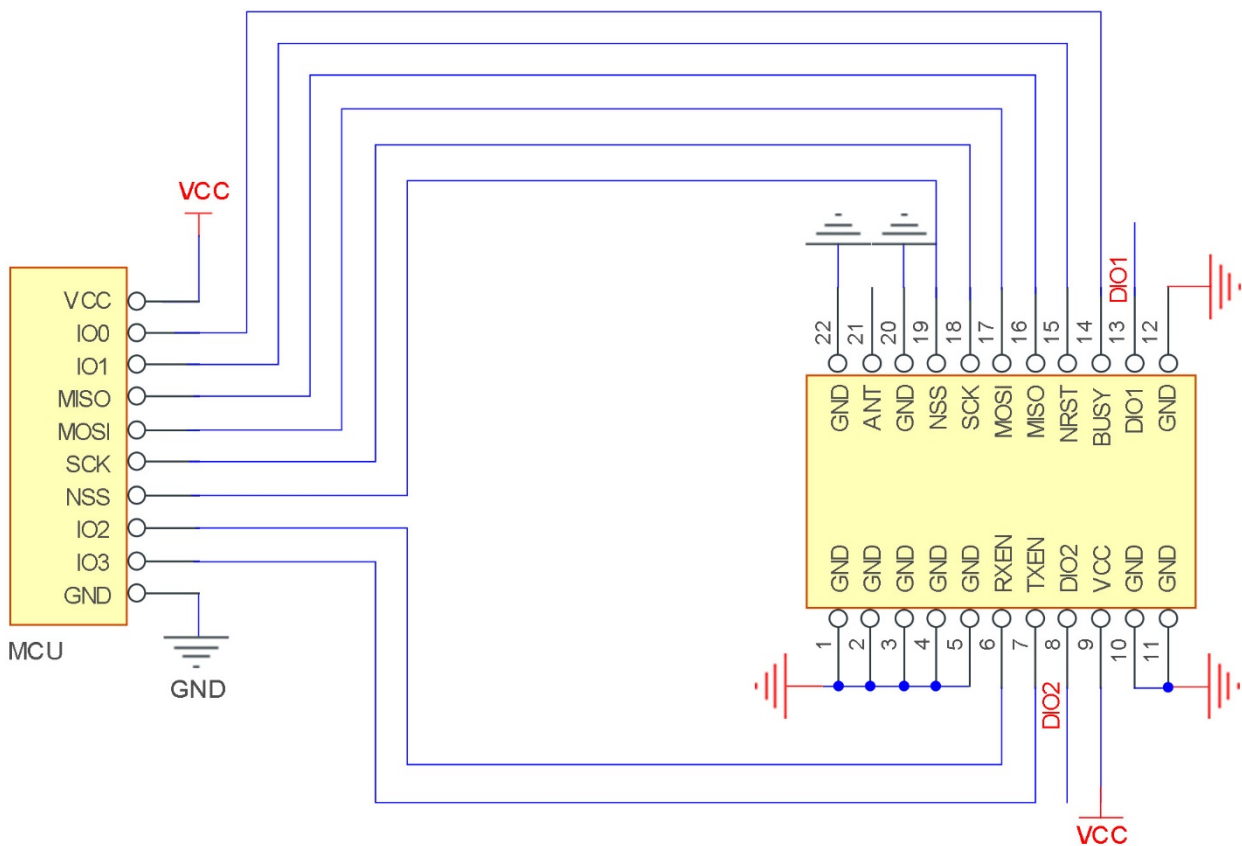 VCC
VCC
IO0
IO1
MISO
MOSI
SCK
NSS
IO2
IO3
GND
MCU
GND
DIO1
22 21 20 19 18 17 16 15 14 13 12
GND ANT GND NSS SCK MOSI MISO NRST BUSY DIO1 GND
GND GND GND GND GND RXEN TXEN DIO2 VCC GND GND
1 2 3 4 5 6 7 8 9 10 11
DIO2
VCC